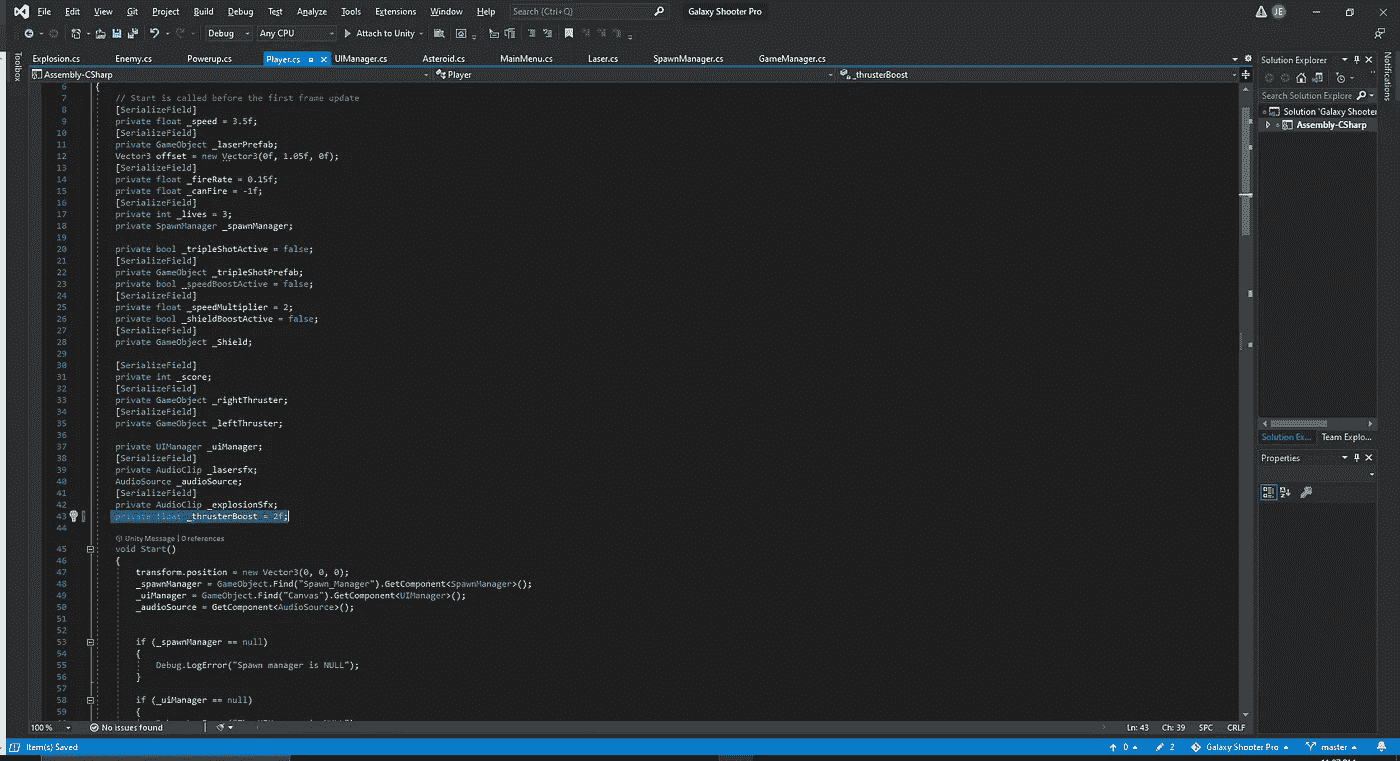 File Edit View Git Project Build Debug Test Analyze Tools Extensions Window Help Search (Ctrl+Q) Galaxy Shooter Pro JE
Debug Any CPU Attach to Unity
Toolbox
Explosion.cs Enemy.cs Powerup.cs Player.cs UIManager.cs Asteroid.cs MainMenu.cs Laser.cs SpawnManager.cs GameManager.cs
Assembly-CSharp Player _thrusterBoost
6 {
7 // Start is called before the first frame update
8 [SerializeField]
9 private float _speed = 3.5f;
10 [SerializeField]
11 private GameObject _laserPrefab;
12 Vector3 offset = new Vector3(0f, 1.05f, 0f);
13 [SerializeField]
14 private float _fireRate = 0.15f;
15 private float _canFire = -1f;
16 [SerializeField]
17 private int _lives = 3;
18 private SpawnManager _spawnManager;
19
20 private bool _tripleShotActive = false;
21 [SerializeField]
22 private GameObject _tripleShotPrefab;
23 private bool _speedBoostActive = false;
24 [SerializeField]
25 private float _speedMultiplier = 2;
26 private bool _shieldBoostActive = false;
27 [SerializeField]
28 private GameObject _Shield;
29
30 [SerializeField]
31 private int _score;
32 [SerializeField]
33 private GameObject _rightThruster;
34 [SerializeField]
35 private GameObject _leftThruster;
36
37 private UIManager _uiManager;
38 [SerializeField]
39 private AudioClip _lasersfx;
40 AudioSource _audioSource;
41 [SerializeField]
42 private AudioClip _explosionSfx;
43 private float _thrusterBoost = 2f;
44
Unity Message | 0 references
45 void Start()
46 {
47 transform.position = new Vector3(0, 0, 0);
48 _spawnManager = GameObject.Find("Spawn_Manager").GetComponent<SpawnManager>();
49 _uiManager = GameObject.Find("Canvas").GetComponent<UIManager>();
50 _audioSource = GetComponent<AudioSource>();
51
52
53 if (_spawnManager == null)
54 {
55 Debug.LogError("Spawn manager is NULL");
56 }
57
58 if (_uiManager == null)
59 {
Solution Explorer
Search Solution Explore
Solution 'Galaxy Shooter
Assembly-CSharp
Solution Ex... Team Explo...
Properties
Notifications
100 % No issues found Ln: 43 Ch: 39 SPC CRLF
Item(s) Saved 0 2 Galaxy Shooter Pro master